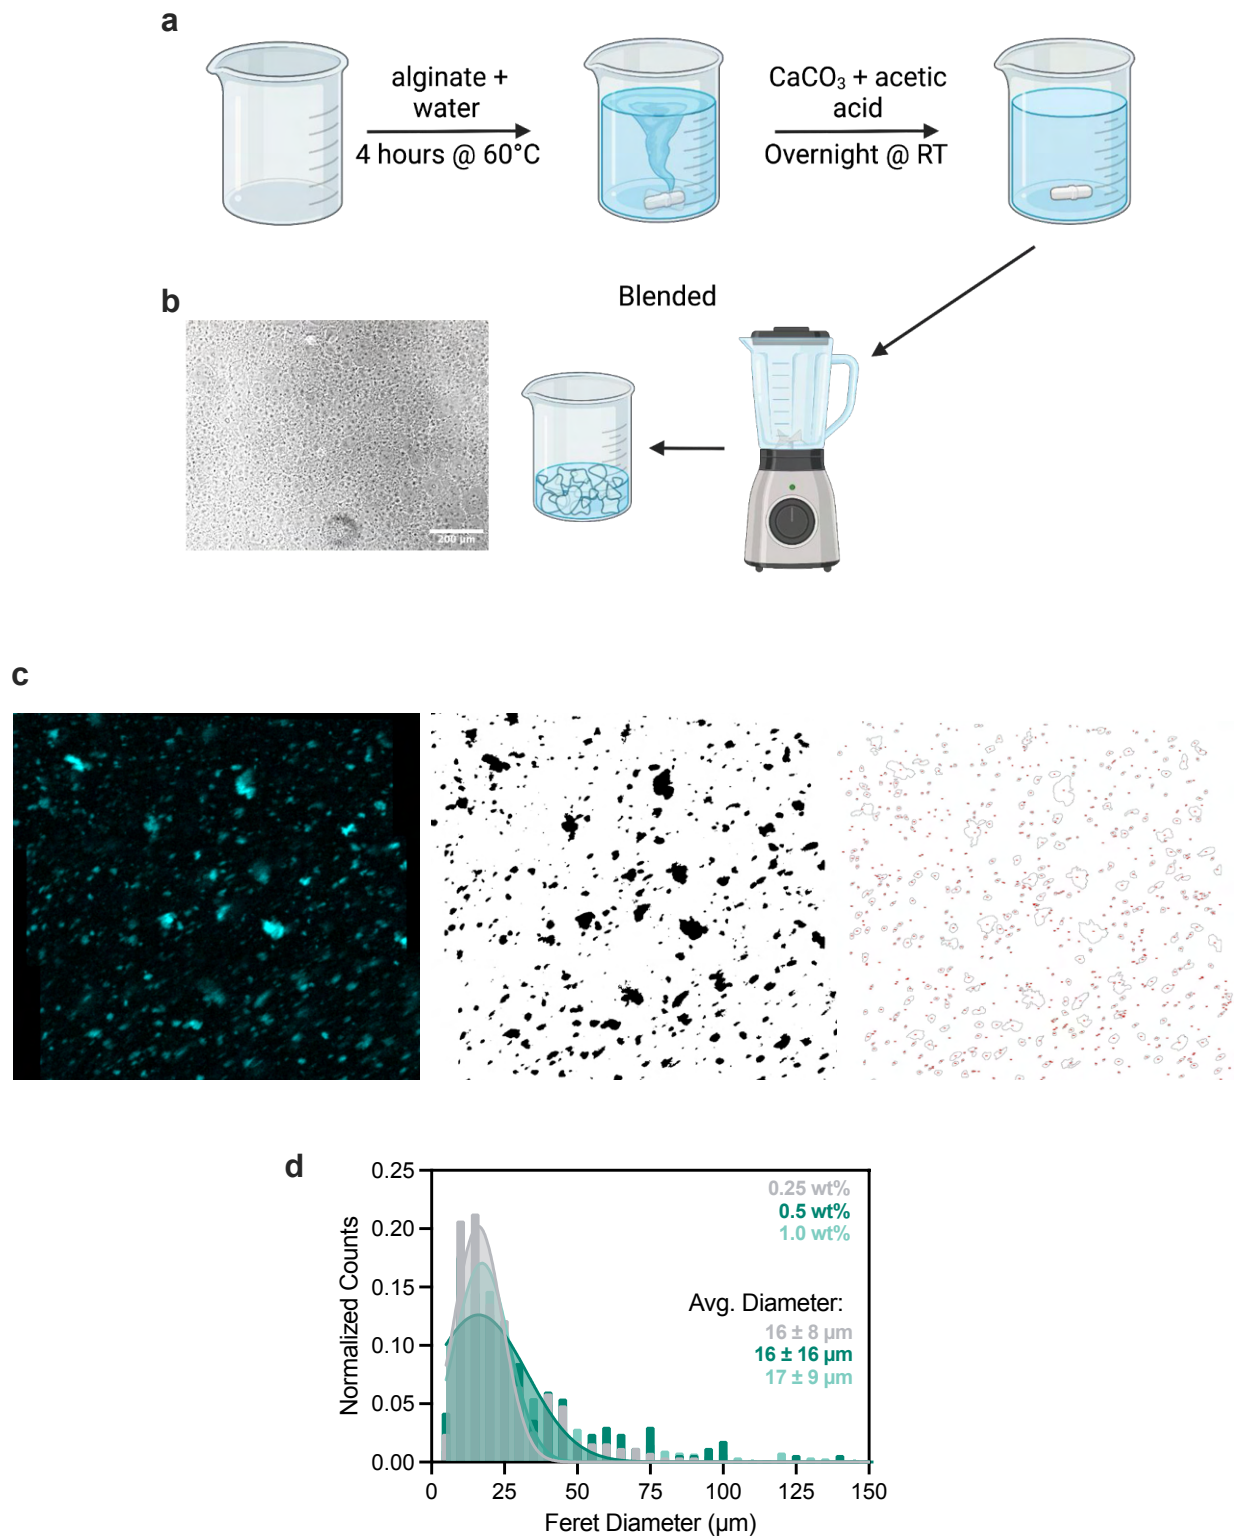 a
alginate +
water
4 hours @ 60°C
CaCO₃ + acetic
acid
Overnight @ RT
b
Blended
200 µm
c
d
0.25 wt%
0.5 wt%
1.0 wt%
Avg. Diameter:
16 ± 8 µm
16 ± 16 µm
17 ± 9 µm
Normalized Counts
0.25
0.20
0.15
0.10
0.05
0.00
0 25 50 75 100 125 150
Feret Diameter (µm)